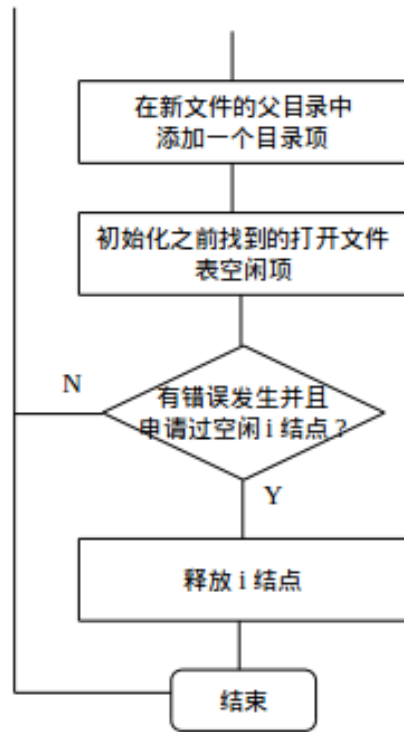 在新文件的父目录中
添加一个目录项
初始化之前找到的打开文件
表空闲项
N
有错误发生并且
申请过空闲 i 结点？
Y
释放 i 结点
结束